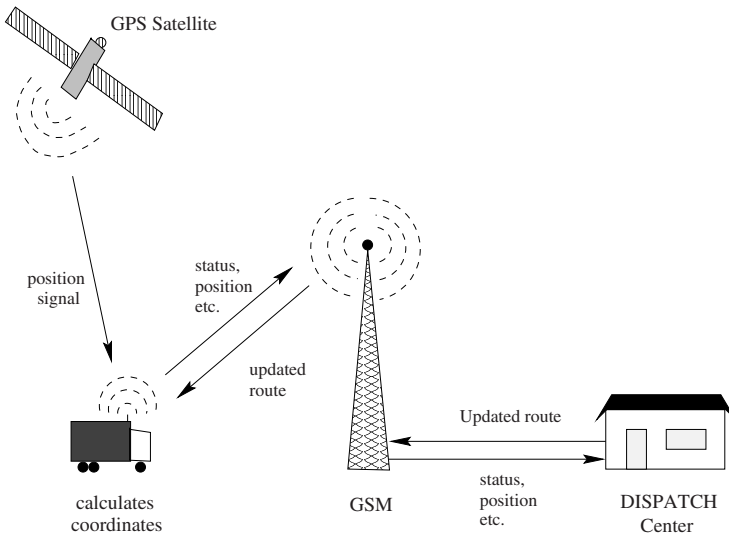 GPS Satellite
position
signal
status,
position
etc.
updated
route
Updated route
status,
position
etc.
calculates
coordinates
GSM
DISPATCH
Center